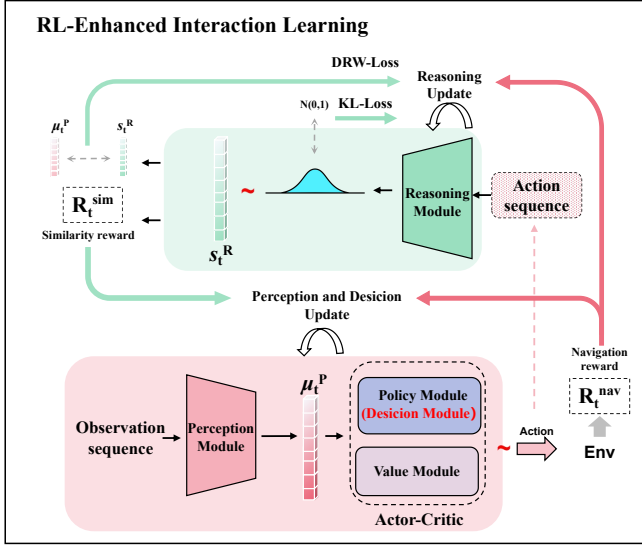 RL-Enhanced Interaction Learning
DRW-Loss
Reasoning
Update
N(0,1)
KL-Loss
μ_t^P
s_t^R
R_t^sim
Similarity reward
s_t^R
~
Reasoning
Module
Action
sequence
Perception and Desicion
Update
Navigation
reward
R_t^nav
Env
Observation
sequence
Perception
Module
μ_t^P
Policy Module
(Desicion Module)
Value Module
Actor-Critic
~
Action